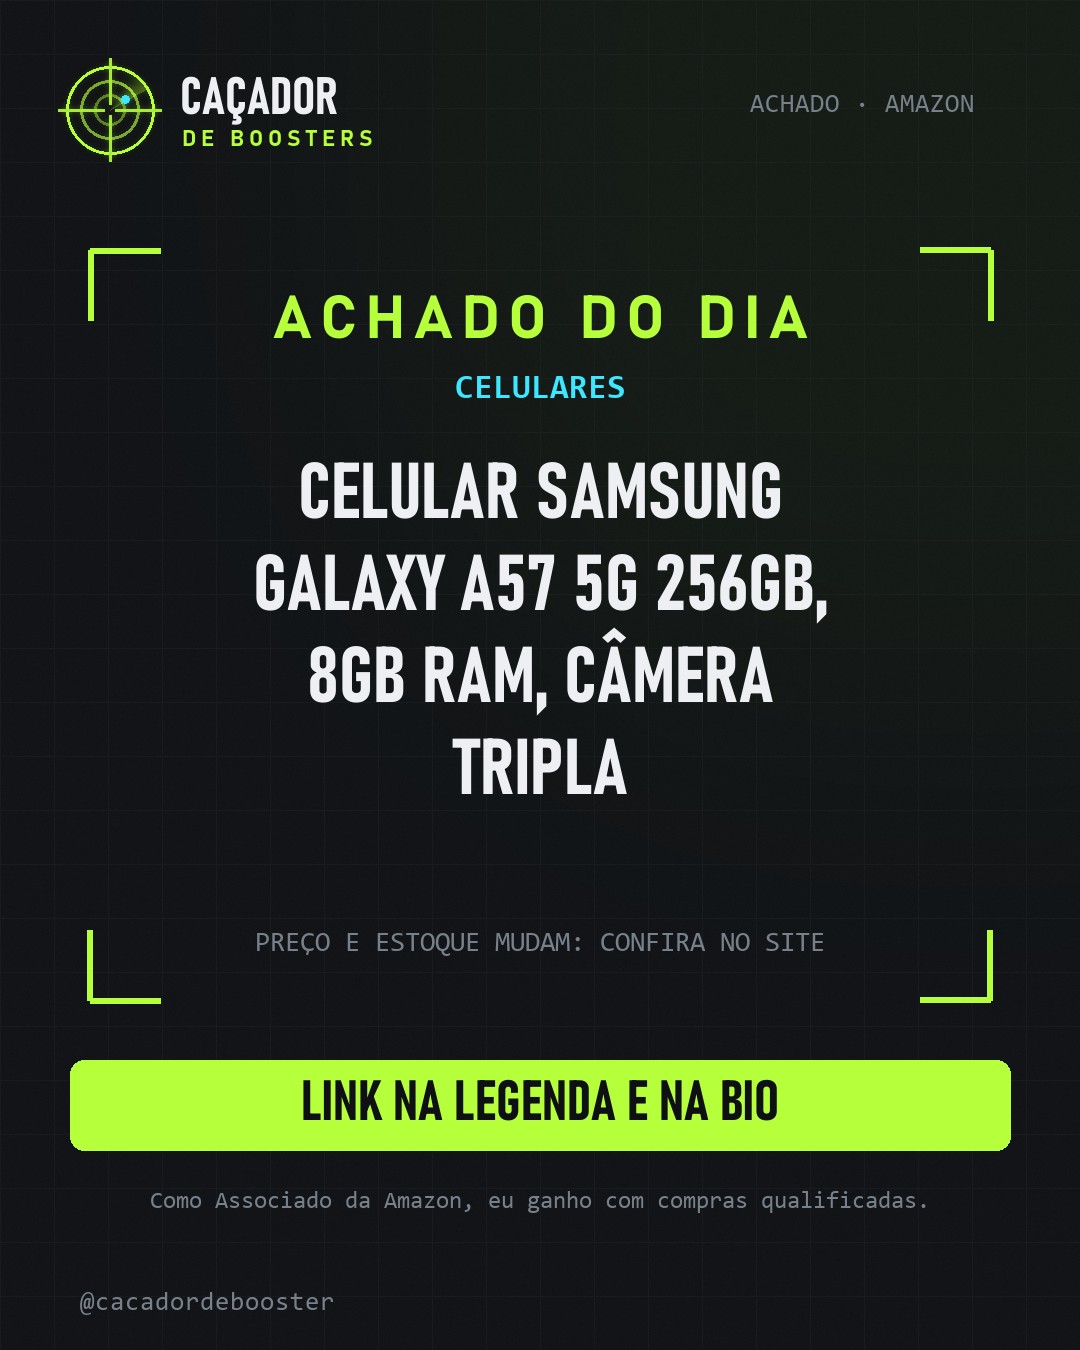 CAÇADOR
DE BOOSTERS
ACHADO · AMAZON
ACHADO DO DIA
CELULARES
CELULAR SAMSUNG
GALAXY A57 5G 256GB,
8GB RAM, CÂMERA
TRIPLA
PREÇO E ESTOQUE MUDAM: CONFIRA NO SITE
LINK NA LEGENDA E NA BIO
Como Associado da Amazon, eu ganho com compras qualificadas.
@cacadordebooster